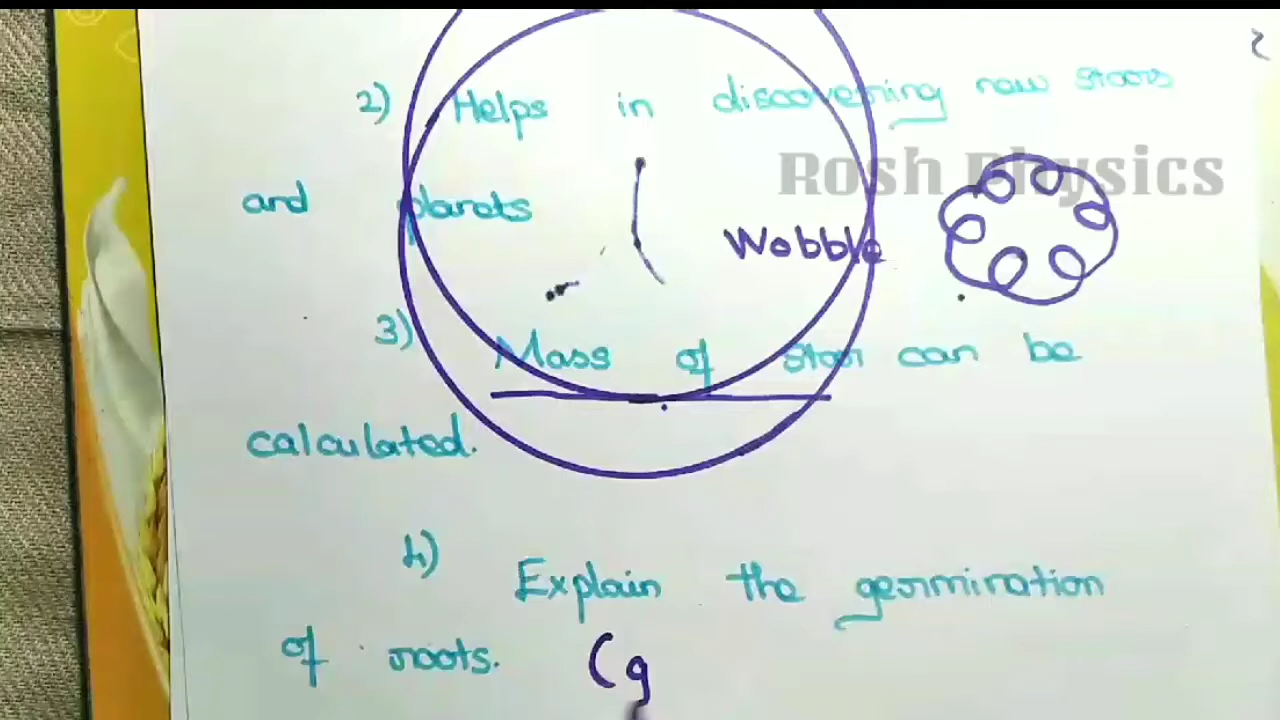 2) Helps in discovering new stars
Rosh Physics
and planets
Wobble
3) Mass of star can be
calculated.
4) Explain the germination
of roots. (g